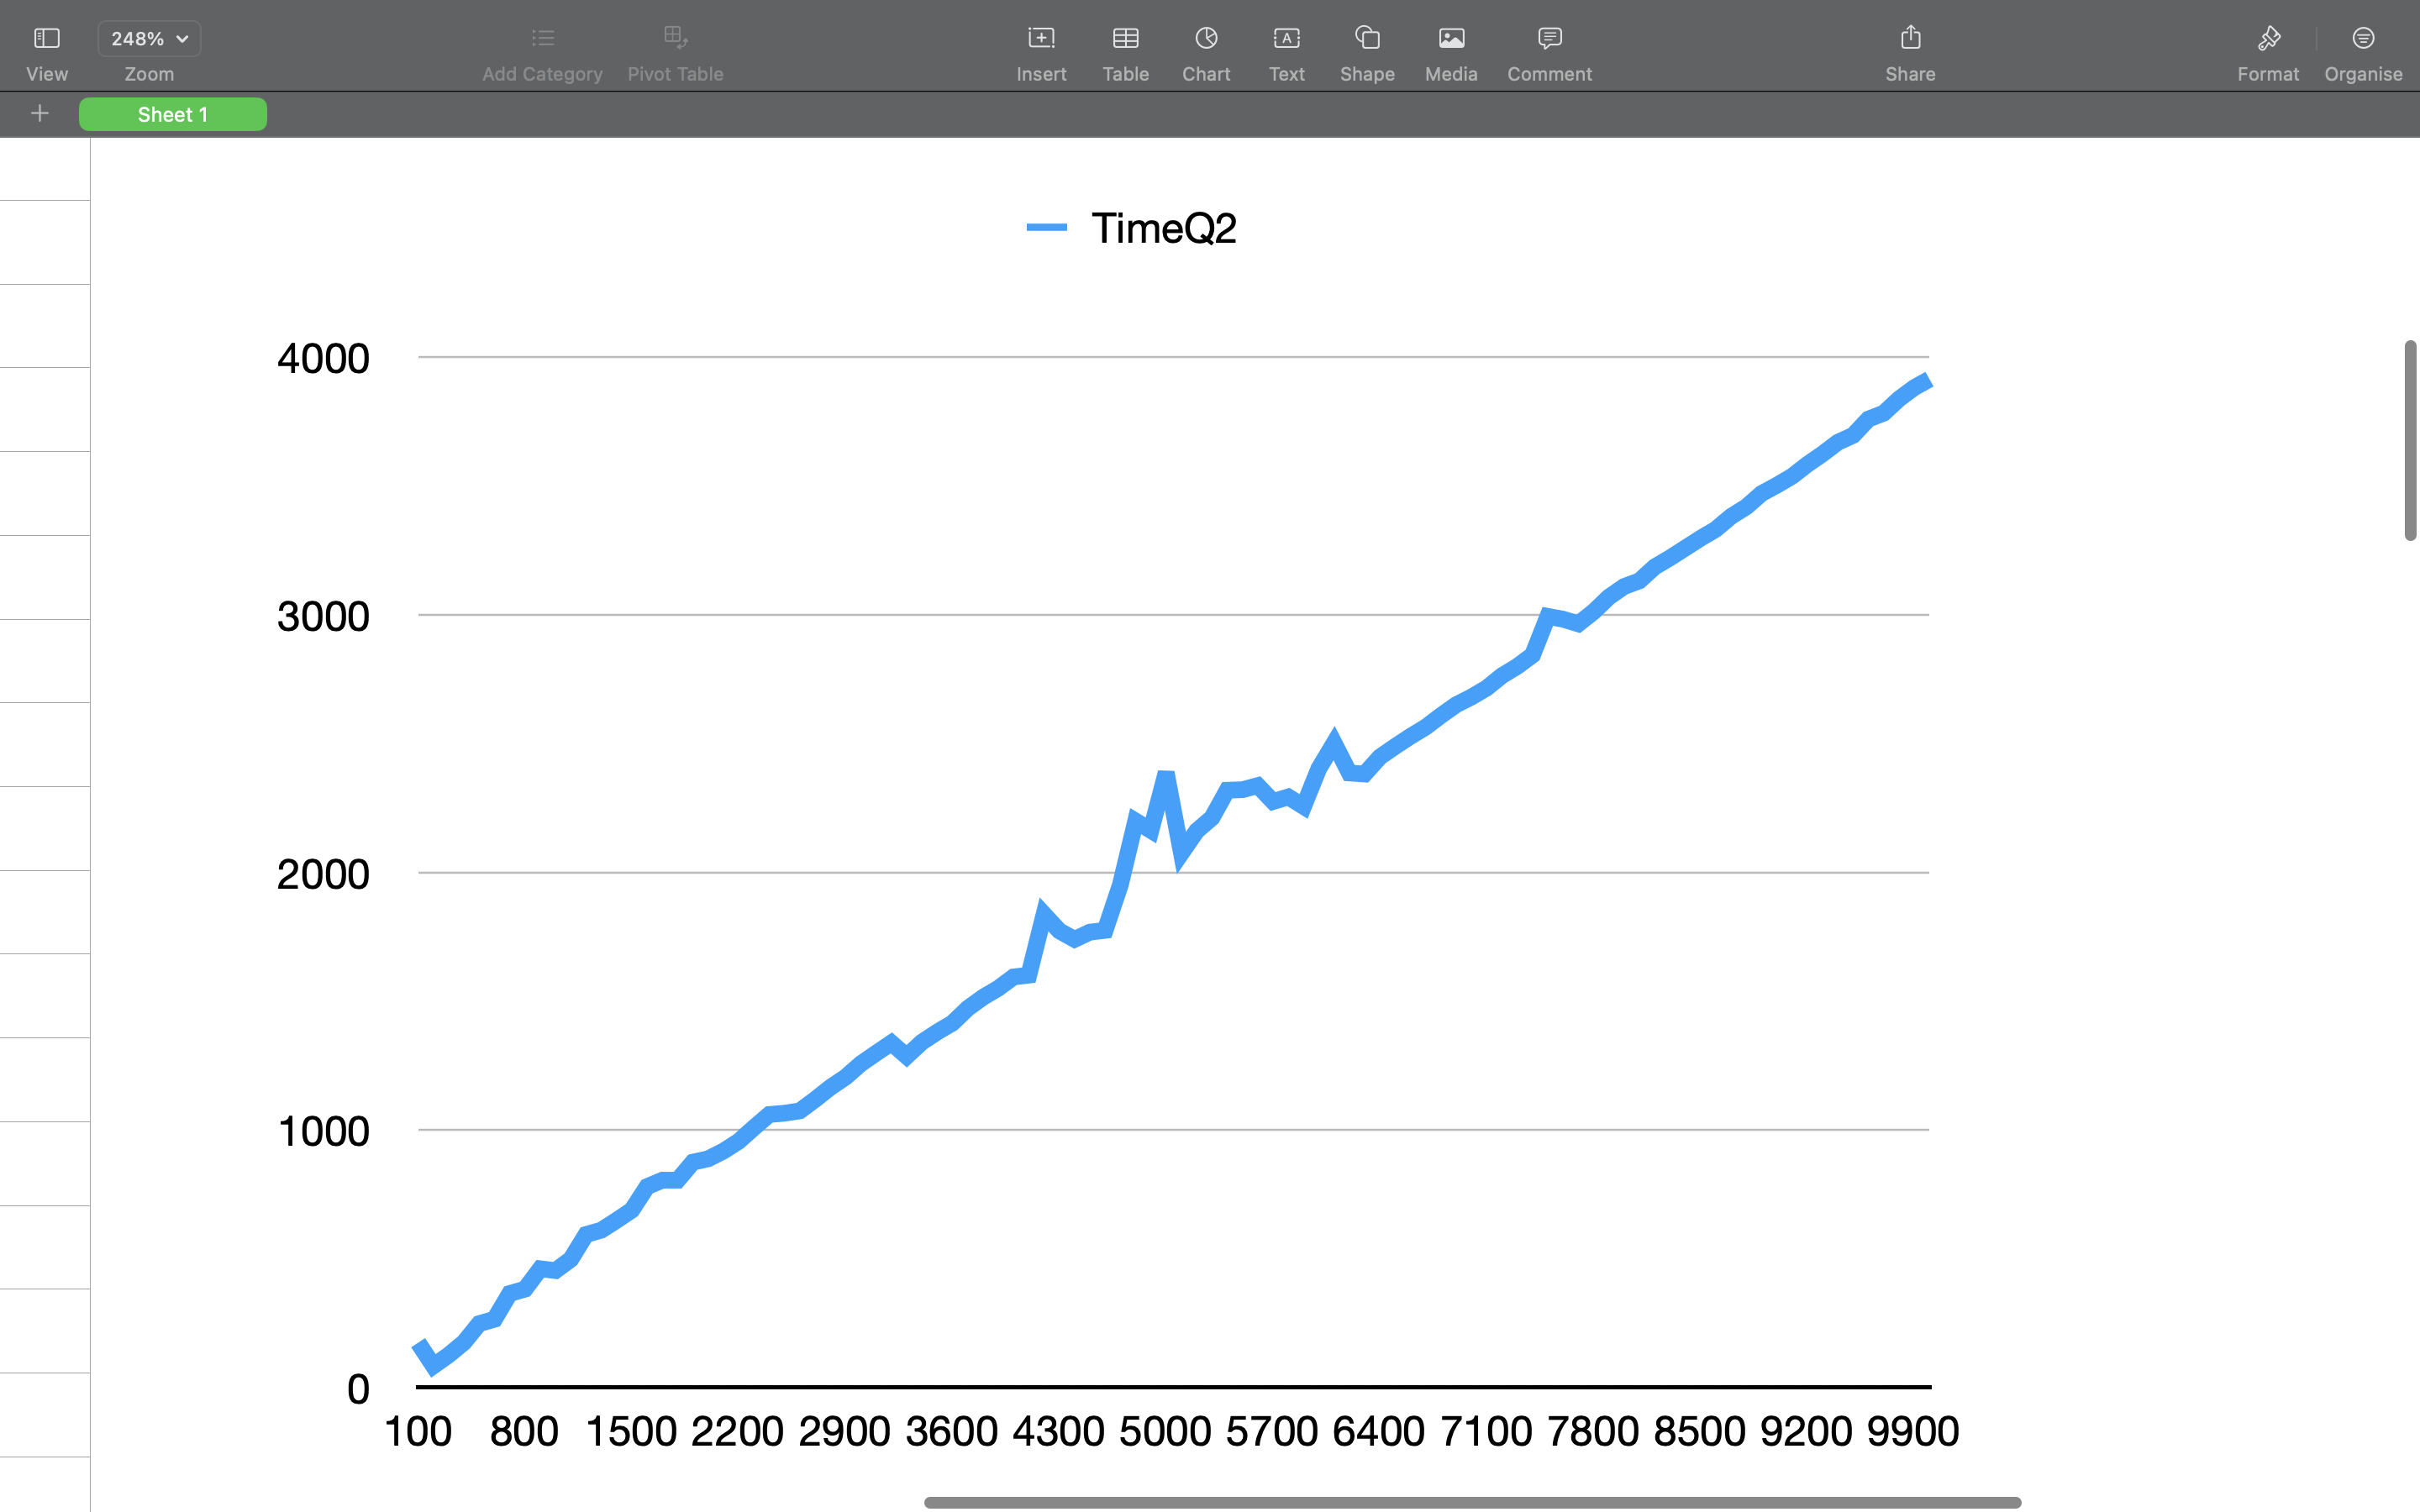 248%
View Zoom Add Category Pivot Table Insert Table Chart Text Shape Media Comment Share Format Organise
Sheet 1
TimeQ2
4000
3000
2000
1000
0
100 800 1500 2200 2900 3600 4300 5000 5700 6400 7100 7800 8500 9200 9900